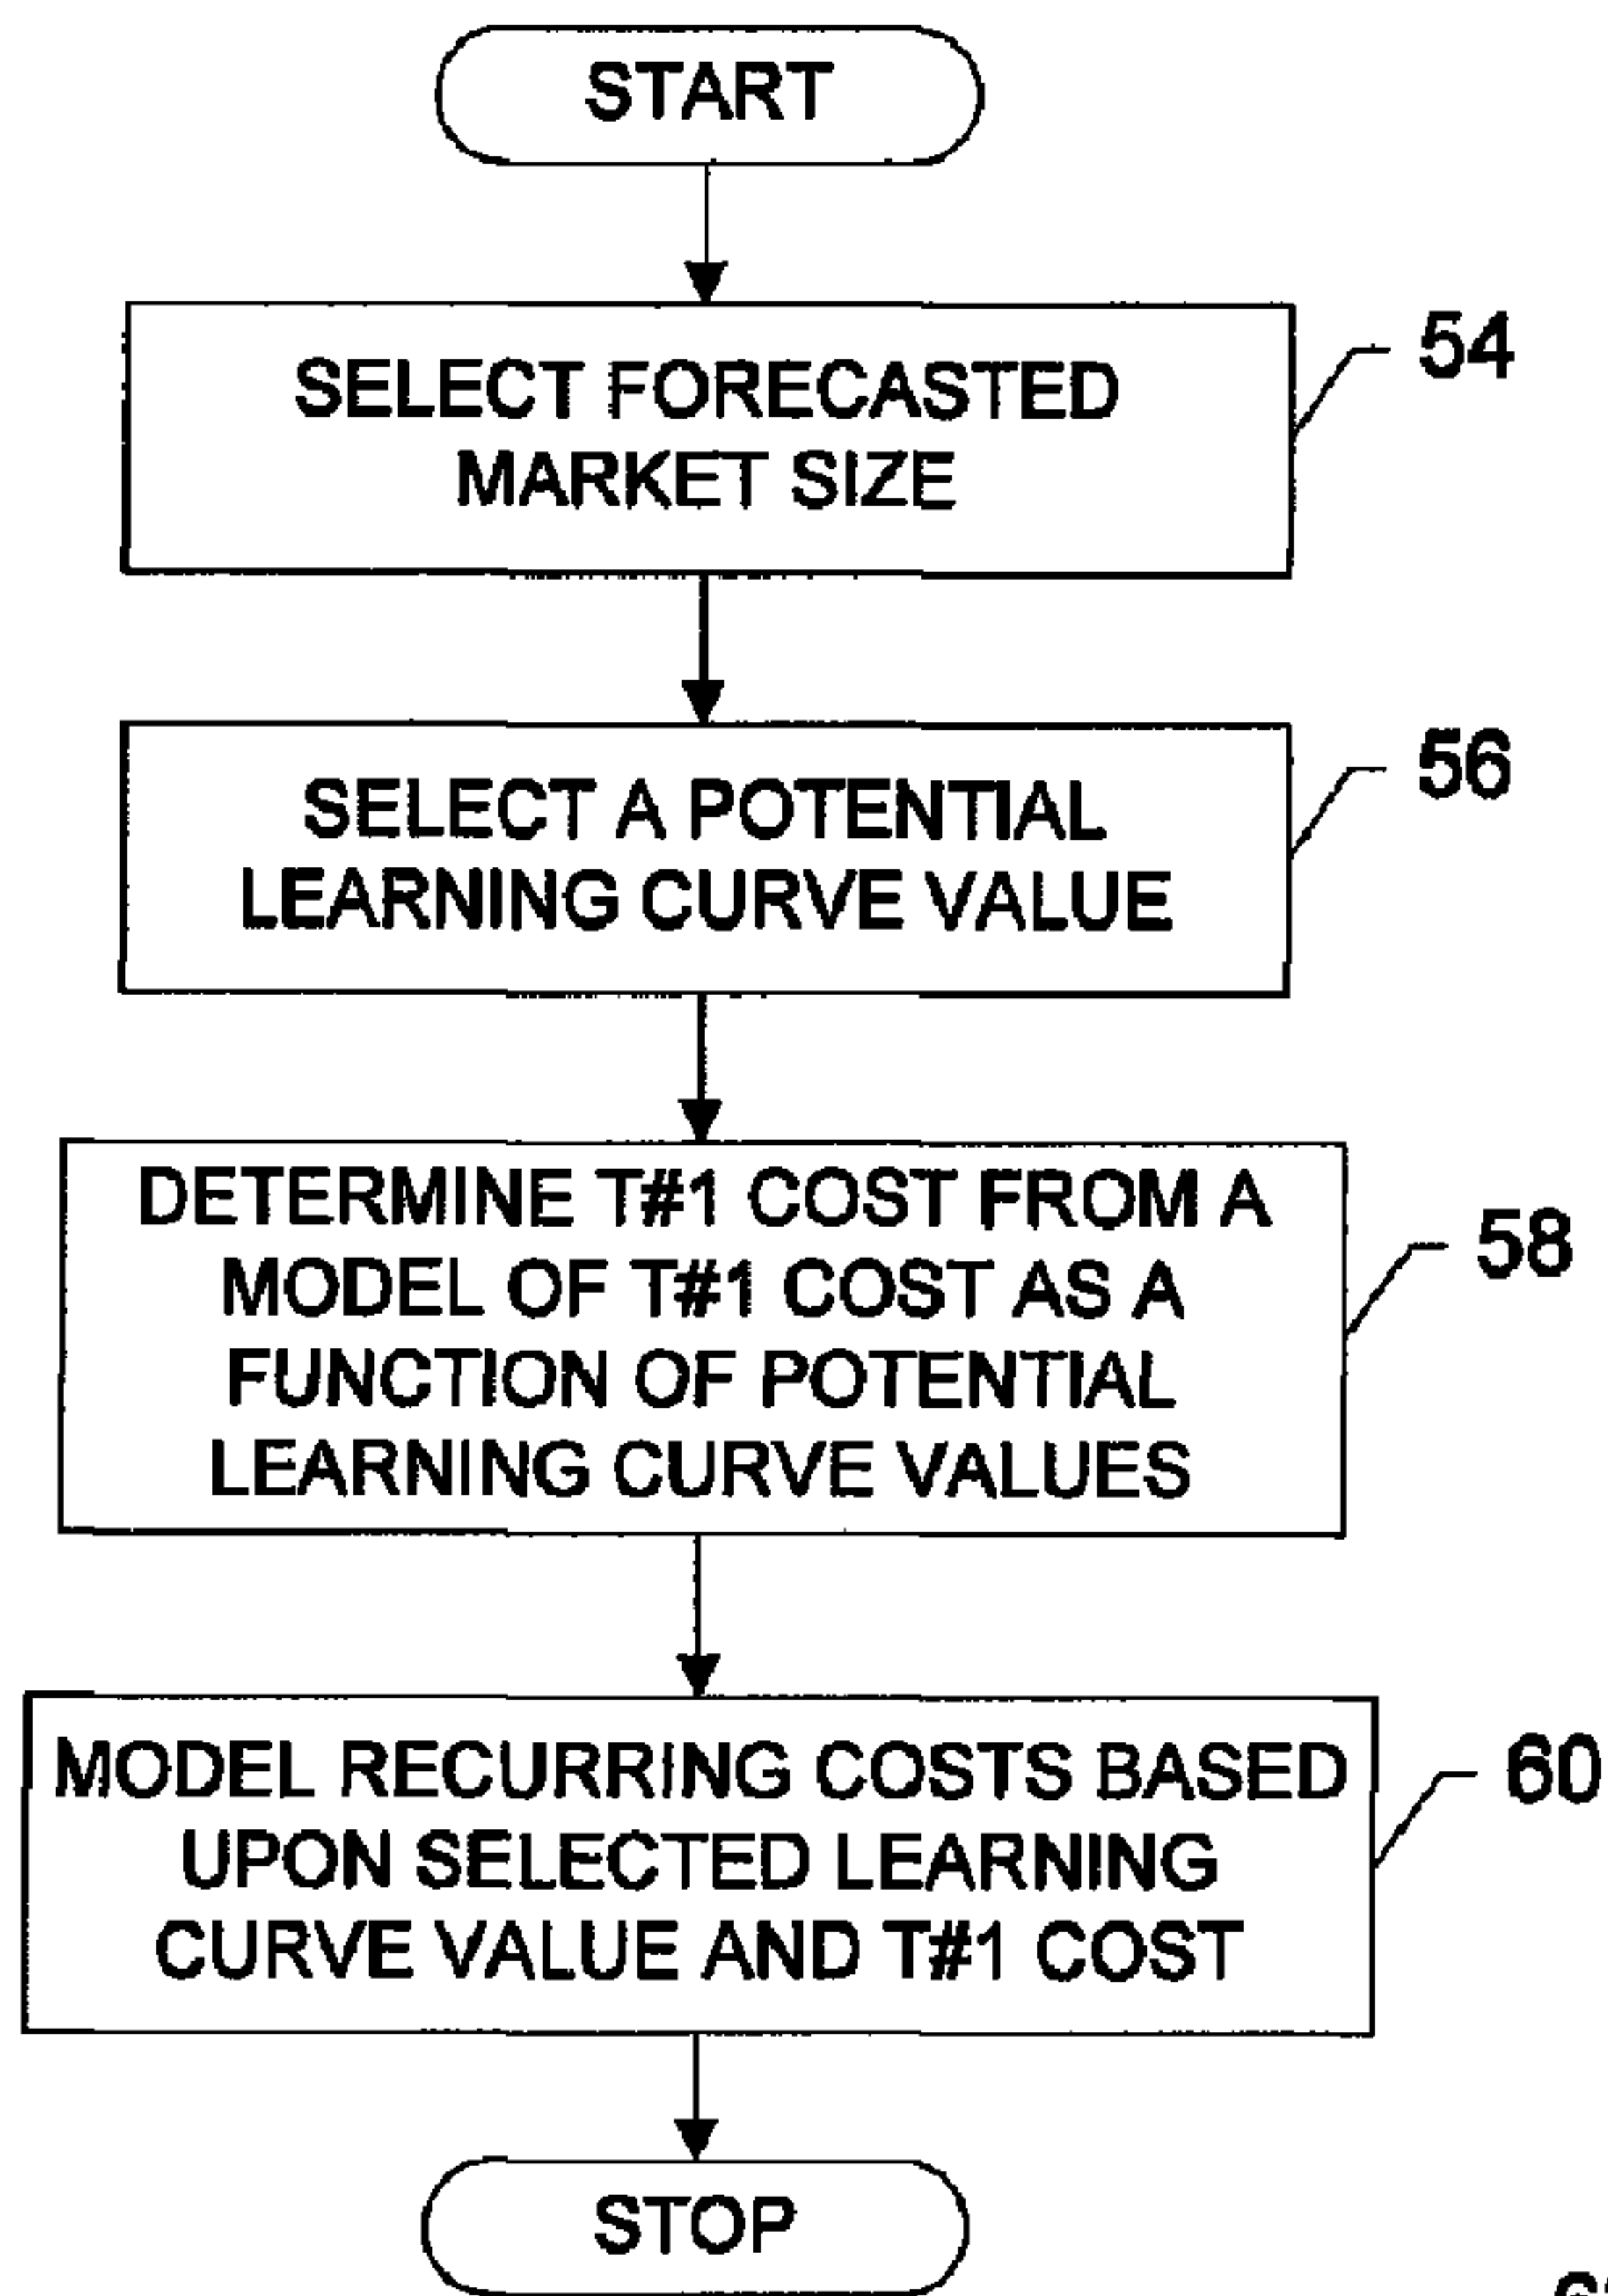 START
SELECT FORECASTED
MARKET SIZE
54
SELECT A POTENTIAL
LEARNING CURVE VALUE
56
DETERMINE T#1 COST FROM A
MODEL OF T#1 COST AS A
FUNCTION OF POTENTIAL
LEARNING CURVE VALUES
58
MODEL RECURRING COSTS BASED
UPON SELECTED LEARNING
CURVE VALUE AND T#1 COST
60
STOP